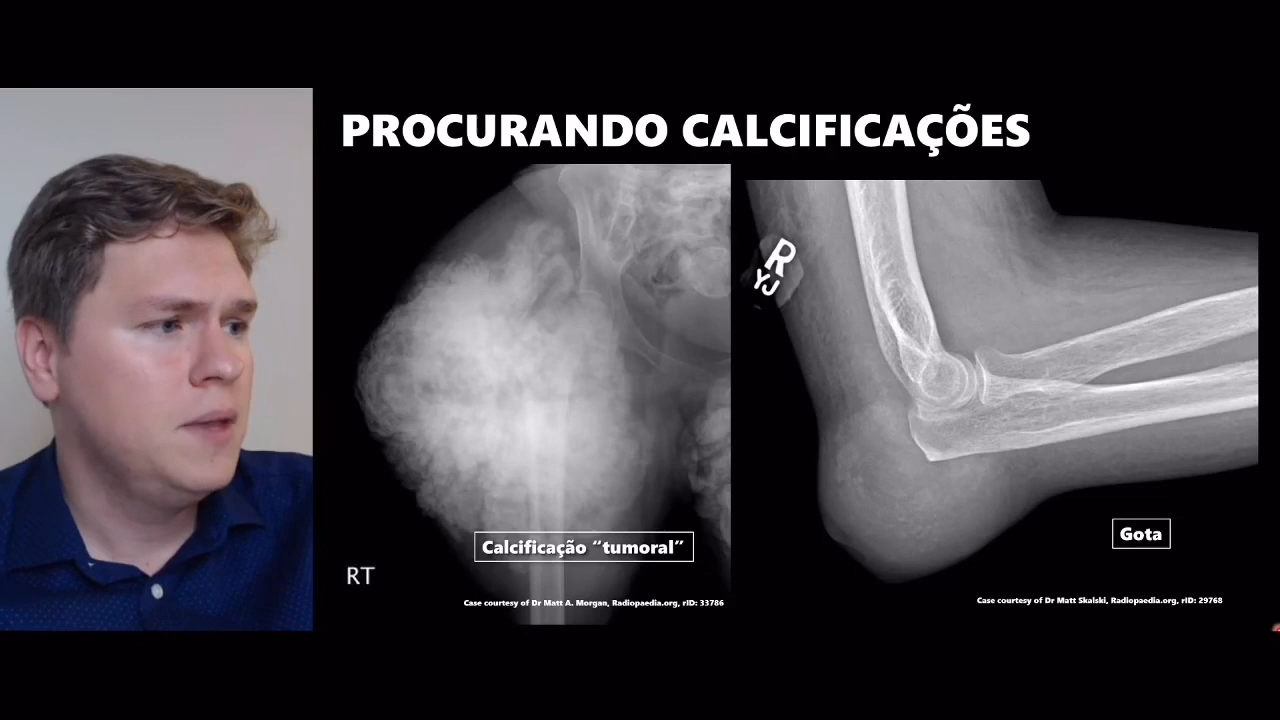 PROCURANDO CALCIFICAÇÕES
R
YJ
Calcificação “tumoral”
Gota
RT
Case courtesy of Dr Matt A. Morgan, Radiopaedia.org, rID: 33786
Case courtesy of Dr Matt Skalski, Radiopaedia.org, rID: 29768